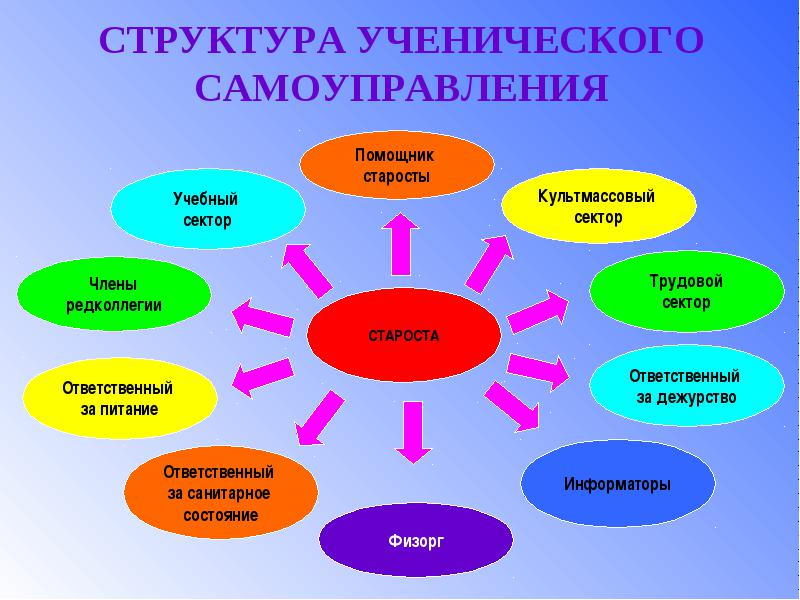 СТРУКТУРА УЧЕНИЧЕСКОГО
САМОУПРАВЛЕНИЯ
Помощник
старосты
Учебный
сектор
Культмассовый
сектор
Члены
редколлегии
Трудовой
сектор
СТАРОСТА
Ответственный
за питание
Ответственный
за дежурство
Ответственный
за санитарное
состояние
Информаторы
Физорг